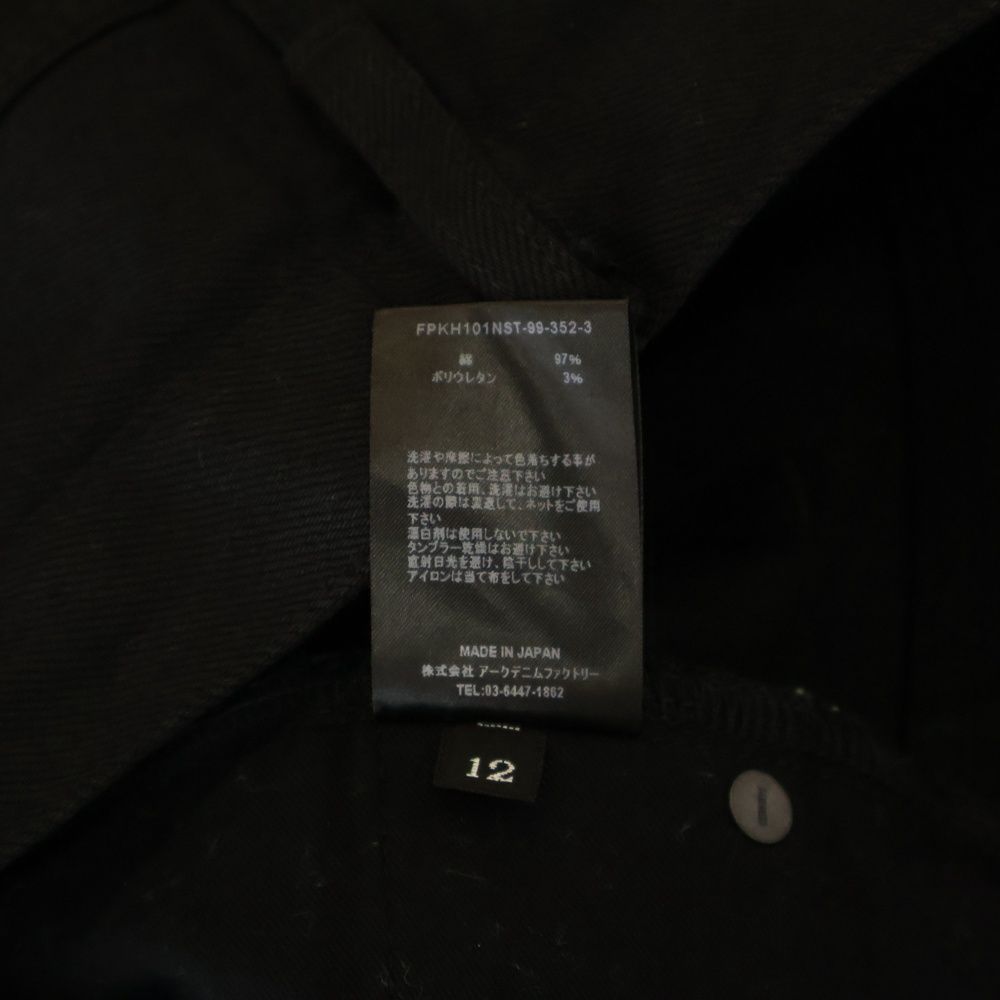 FPKH101NST-99-352-3
綿 97%
ポリウレタン 3%
洗濯や摩擦によって色落ちする事が
ありますのでご注意下さい
色物との着用、洗濯はお避け下さい
洗濯の際は裏返して、ネットをご使用
下さい
漂白剤は使用しないで下さい
タンブラー乾燥はお避け下さい
直射日光を避け、陰干しして下さい
アイロンは当て布をして下さい
MADE IN JAPAN
株式会社 アークデニムファクトリー
TEL:03-6447-1862
12